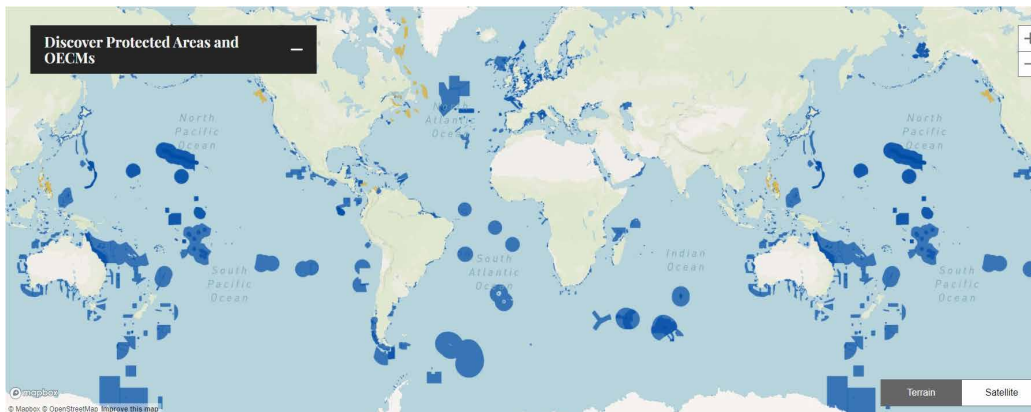 Discover Protected Areas and
OECMs
−
+
−
North
Pacific
Ocean
Atlantic
Ocean
North
Pacific
Ocean
South
Pacific
Ocean
South
Atlantic
Ocean
Indian
Ocean
South
Pacific
Ocean
mapbox
Terrain
Satellite
© Mapbox © OpenStreetMap Improve this map